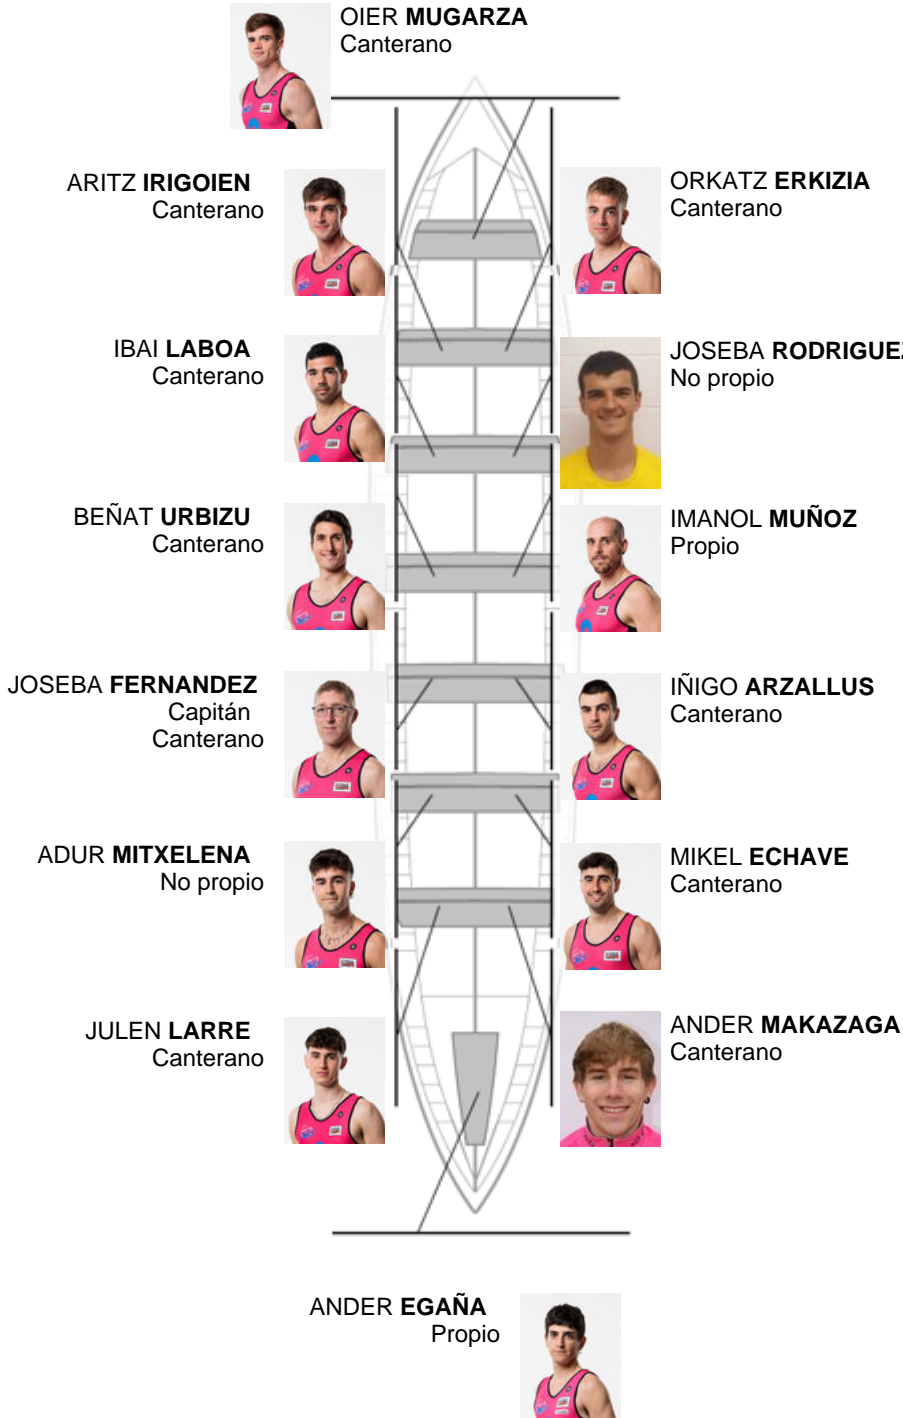 OIER MUGARZA
Canterano
ARITZ IRIGOIEN
Canterano
ORKATZ ERKIZIA
Canterano
IBAI LABOA
Canterano
JOSEBA RODRIGUEZ
No propio
BEÑAT URBIZU
Canterano
IMANOL MUÑOZ
Propio
JOSEBA FERNANDEZ
Capitán
Canterano
IÑIGO ARZALLUS
Canterano
ADUR MITXELENA
No propio
MIKEL ECHAVE
Canterano
JULEN LARRE
Canterano
ANDER MAKAZAGA
Canterano
ANDER EGAÑA
Propio